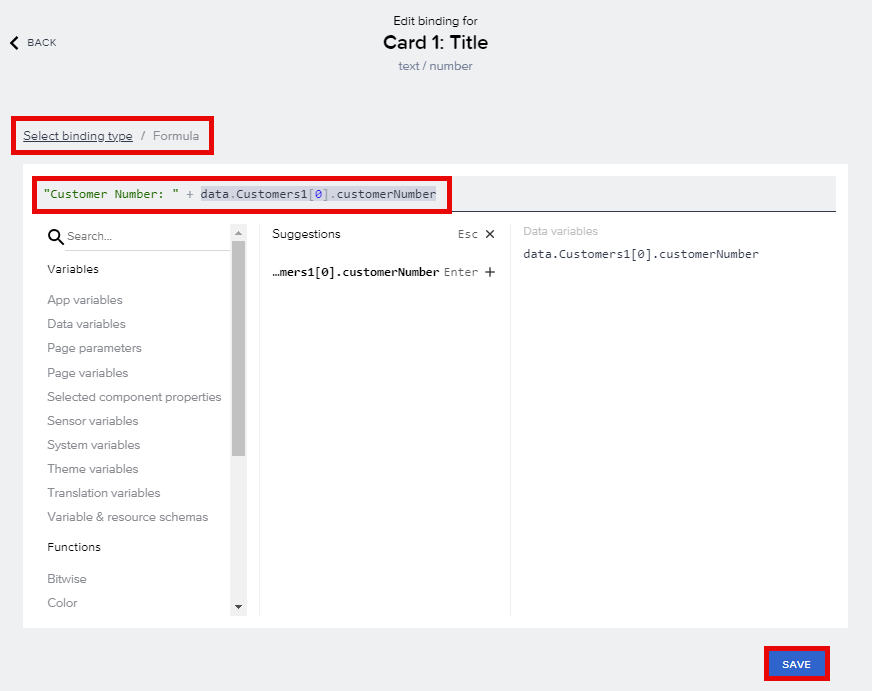 Edit binding for
BACK
Card 1: Title
text / number
Select binding type / Formula
"Customer Number: " + data.Customers1[0].customerNumber
Search...
Variables
App variables
Data variables
Page parameters
Page variables
Selected component properties
Sensor variables
System variables
Theme variables
Translation variables
Variable & resource schemas
Functions
Bitwise
Color
Suggestions Esc ×
…mers1[0].customerNumber Enter +
Data variables
data.Customers1[0].customerNumber
SAVE